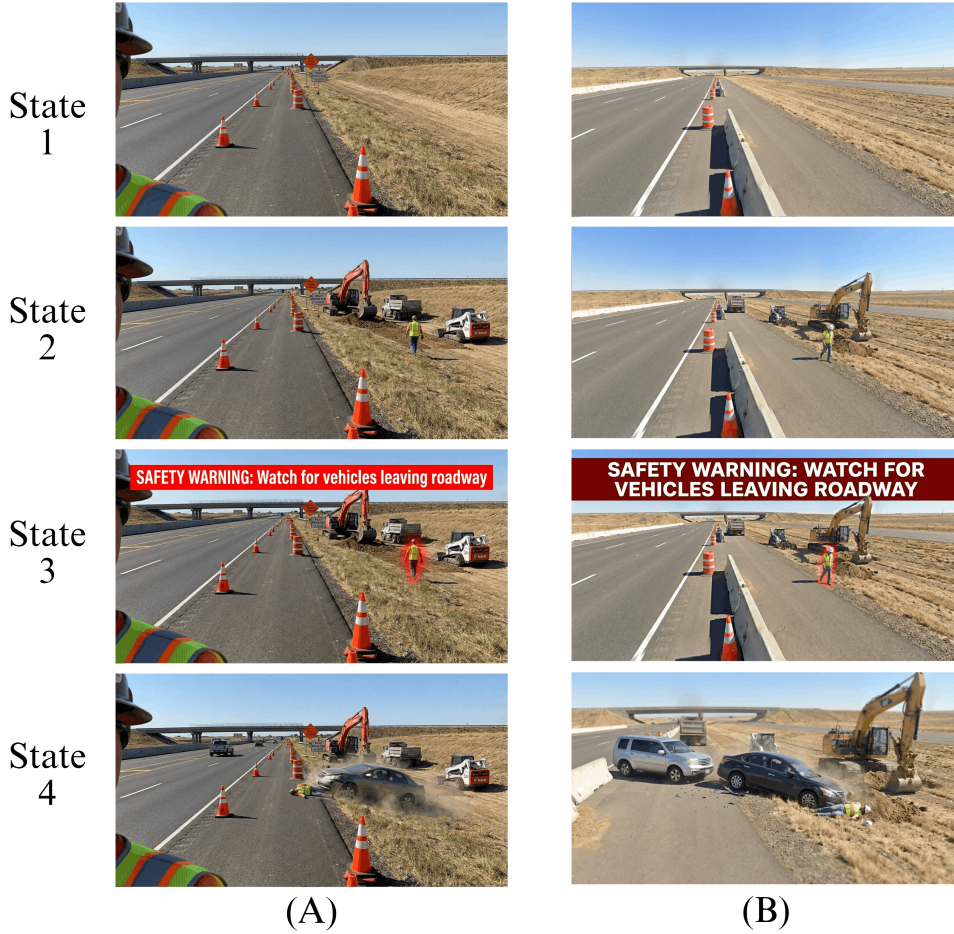 State
1
State
2
SAFETY WARNING: Watch for vehicles leaving roadway
SAFETY WARNING: WATCH FOR
VEHICLES LEAVING ROADWAY
State
3
State
4
(A)
(B)